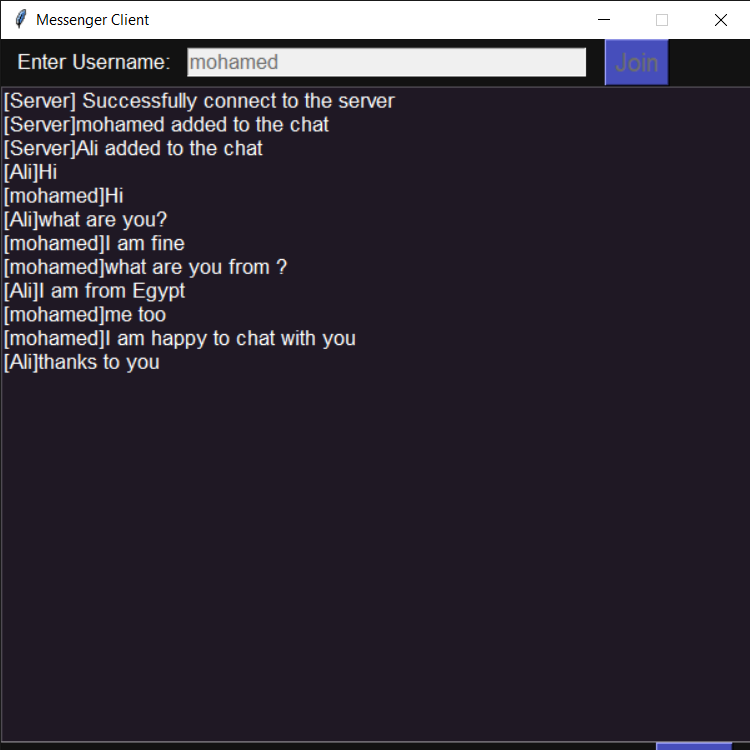 Messenger Client
Enter Username: mohamed Join
[Server] Successfully connect to the server
[Server]mohamed added to the chat
[Server]Ali added to the chat
[Ali]Hi
[mohamed]Hi
[Ali]what are you?
[mohamed]I am fine
[mohamed]what are you from ?
[Ali]I am from Egypt
[mohamed]me too
[mohamed]I am happy to chat with you
[Ali]thanks to you